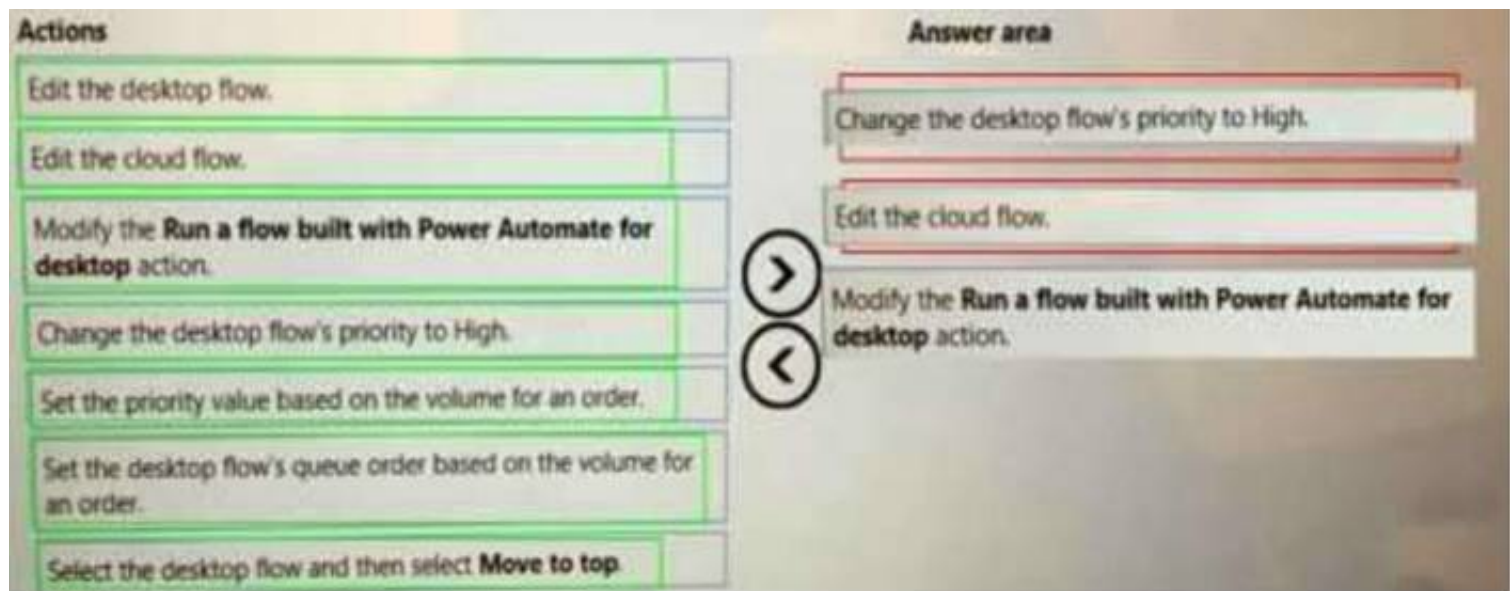 Actions
Edit the desktop flow.
Edit the cloud flow.
Modify the Run a flow built with Power Automate for
desktop action.
Change the desktop flow's priority to High.
Set the priority value based on the volume for an order.
Set the desktop flow's queue order based on the volume for
an order.
Select the desktop flow and then select Move to top.
Answer area
Change the desktop flow's priority to High.
Edit the cloud flow.
Modify the Run a flow built with Power Automate for
desktop action.